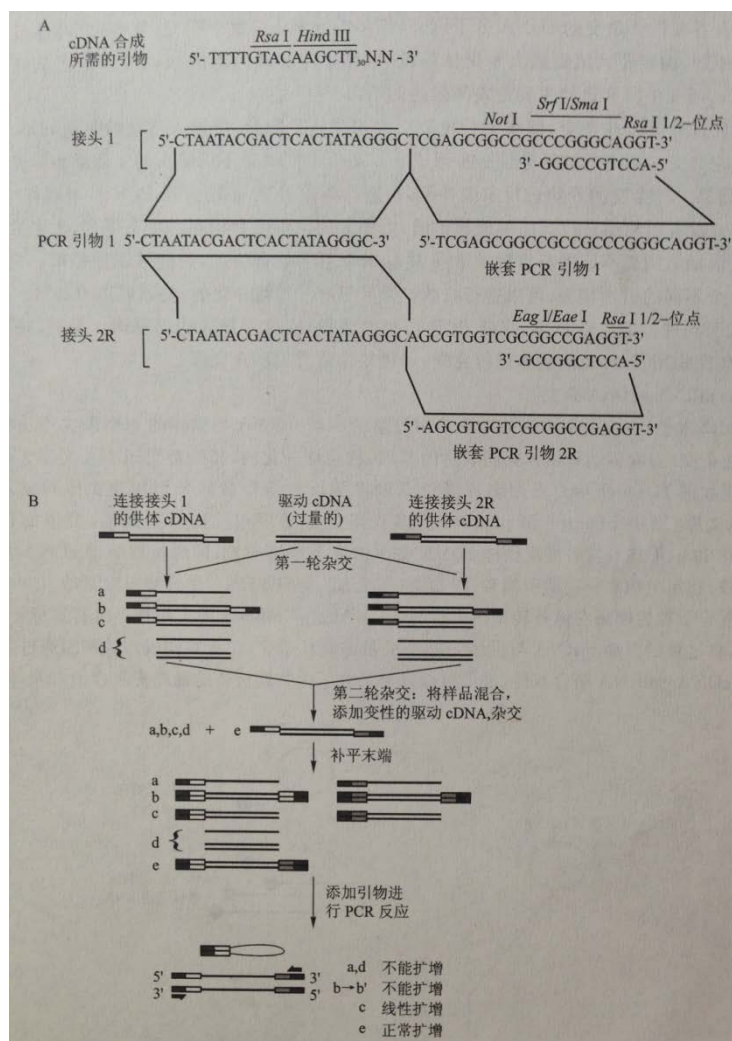 A
cDNA 合成
所需的引物
Rsa I Hind III
5'- TTTTGTACAAGCTT30N2N - 3'
Srf I/Sma I
Not I
Rsa I 1/2–位点
接头 1
5'-CTAATACGACTCACTATAGGGCTCGAGCGGCCGCCCGGGCAGGT-3'
3' -GGCCCGTCCA-5'
PCR 引物 1 5'-CTAATACGACTCACTATAGGGC-3'
5'-TCGAGCGGCCGCCGCCCGGGCAGGT-3'
嵌套 PCR 引物 1
Eag I/Eae I Rsa I 1/2–位点
接头 2R
5' -CTAATACGACTCACTATAGGGCAGCGTGGTCGCGGCCGAGGT-3'
3' -GCCGGCTCCA-5'
5' -AGCGTGGTCGCGGCCGAGGT-3'
嵌套 PCR 引物 2R
B
连接接头 1
的供体 cDNA
驱动 cDNA
(过量的)
连接接头 2R
的供体 cDNA
第一轮杂交
a
b
c
d {
第二轮杂交：将样品混合，
添加变性的驱动 cDNA,杂交
a,b,c,d + e
补平末端
a
b
c
d {
e
添加引物进
行 PCR 反应
5' 3'
3' 5'
a,d 不能扩增
b→b' 不能扩增
c 线性扩增
e 正常扩增